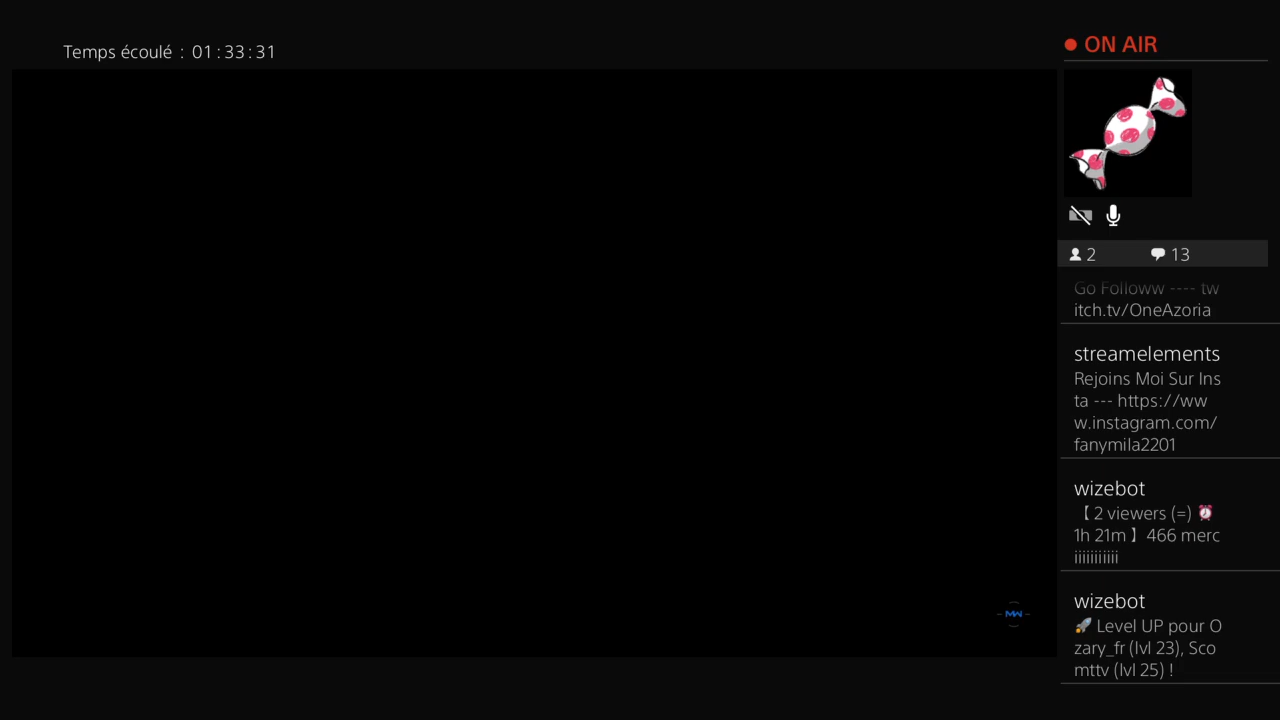 Temps écoulé : 01:33:31
ON AIR
2
13
Go Followw ---- tw
itch.tv/OneAzoria
streamelements
Rejoins Moi Sur Ins
ta --- https://ww
w.instagram.com/
fanymila2201
wizebot
【 2 viewers (=) ⏰
1h 21m 】 466 merc
iiiiiiiiiii
wizebot
🚀 Level UP pour O
zary_fr (lvl 23), Sco
mttv (lvl 25) !
MW